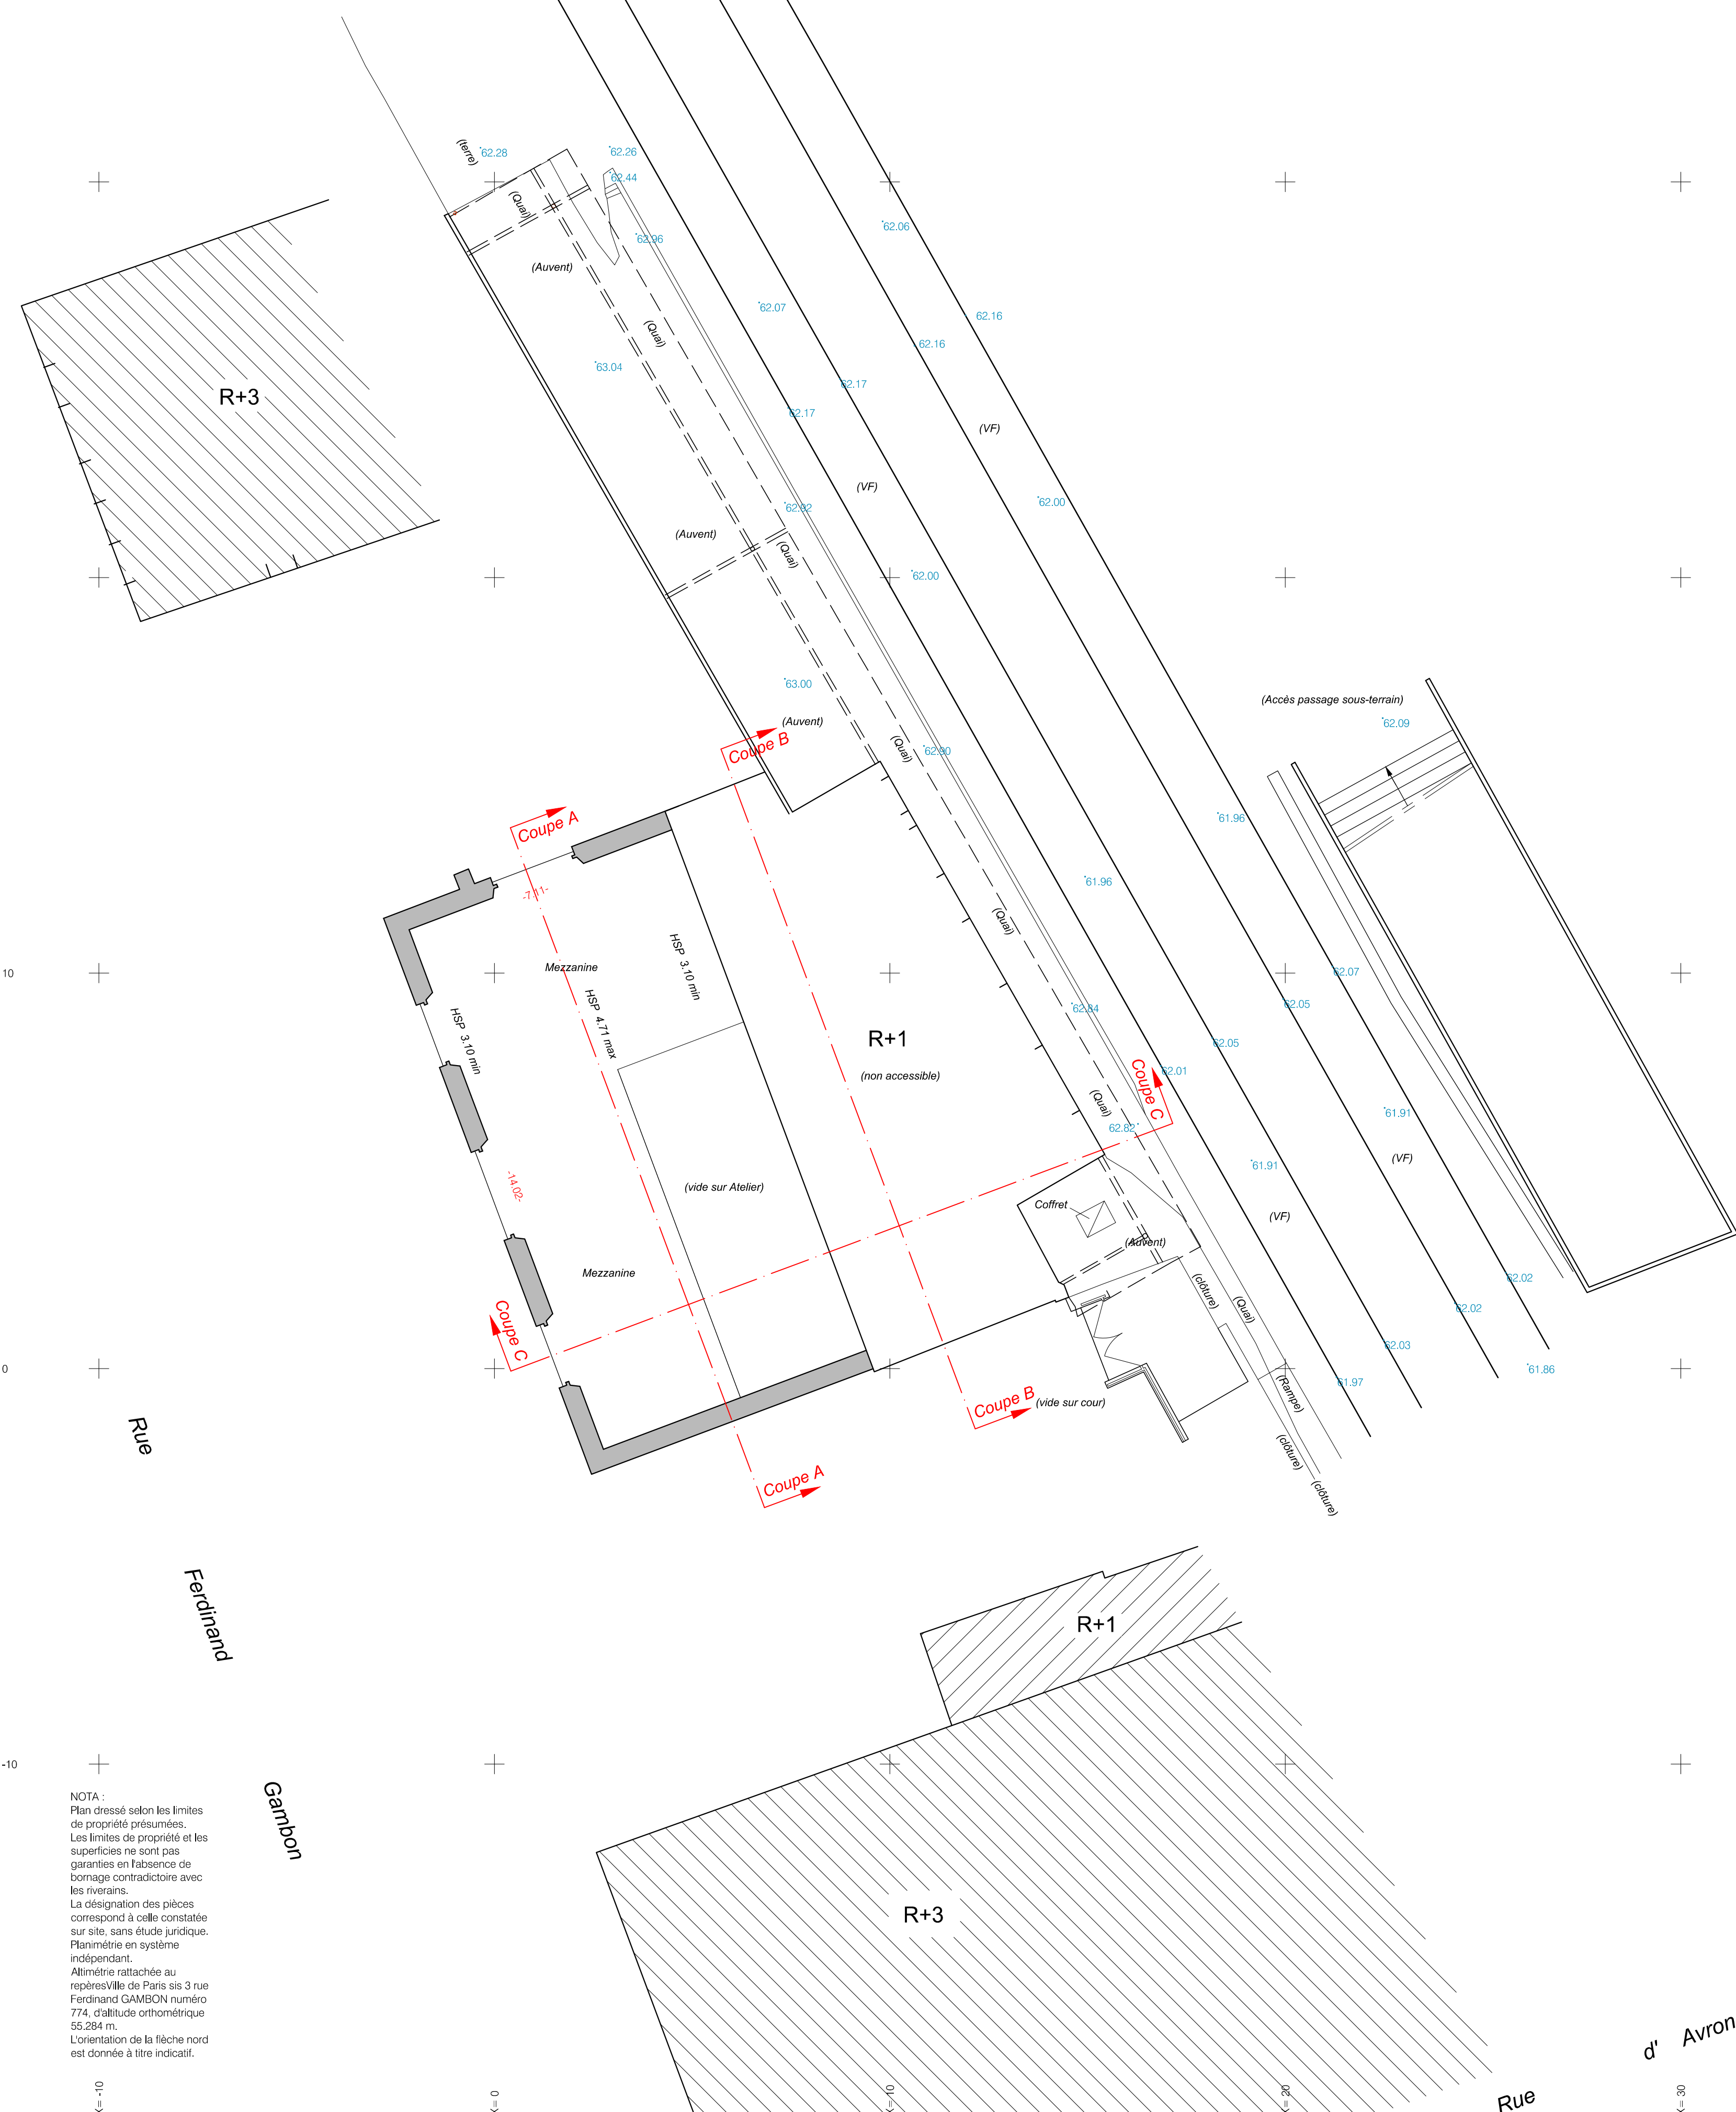 (terre)
62.28
62.26
62.44
(Quai)
62.96
62.06
(Auvent)
62.07
62.16
(Quai)
62.16
63.04
62.17
R+3
62.17
(VF)
(VF)
62.92
62.00
(Auvent)
(Quai)
62.00
63.00
(Accès passage sous-terrain)
(Auvent)
62.09
Coupe B
(Quai)
62.90
Coupe A
61.96
61.96
-7.11-
(Quai)
HSP 3.10 min
Mezzanine
10
62.07
HSP 4.71 max
62.05
62.84
HSP 3.10 min
R+1
62.05
(non accessible)
62.01
Coupe C
(Quai)
61.91
62.82
(VF)
61.91
-14.02-
(vide sur Atelier)
Coffret
(VF)
(Auvent)
Mezzanine
(clôture)
62.02
(Quai)
62.02
Coupe C
62.03
0
61.86
61.97
(Rampe)
Coupe B
(vide sur cour)
(clôture)
Coupe A
(clôture)
Rue
Ferdinand
Gambon
R+1
-10
NOTA :
Plan dressé selon les limites
de propriété présumées.
Les limites de propriété et les
superficies ne sont pas
garanties en l'absence de
bornage contradictoire avec
les riverains.
La désignation des pièces
correspond à celle constatée
sur site, sans étude juridique.
Planimétrie en système
indépendant.
Altimétrie rattachée au
repèresVille de Paris sis 3 rue
Ferdinand GAMBON numéro
774, d'altitude orthométrique
55.284 m.
L'orientation de la flèche nord
est donnée à titre indicatif.
R+3
Rue d' Avron
= -10
= 0
= 10
= 20
= 30